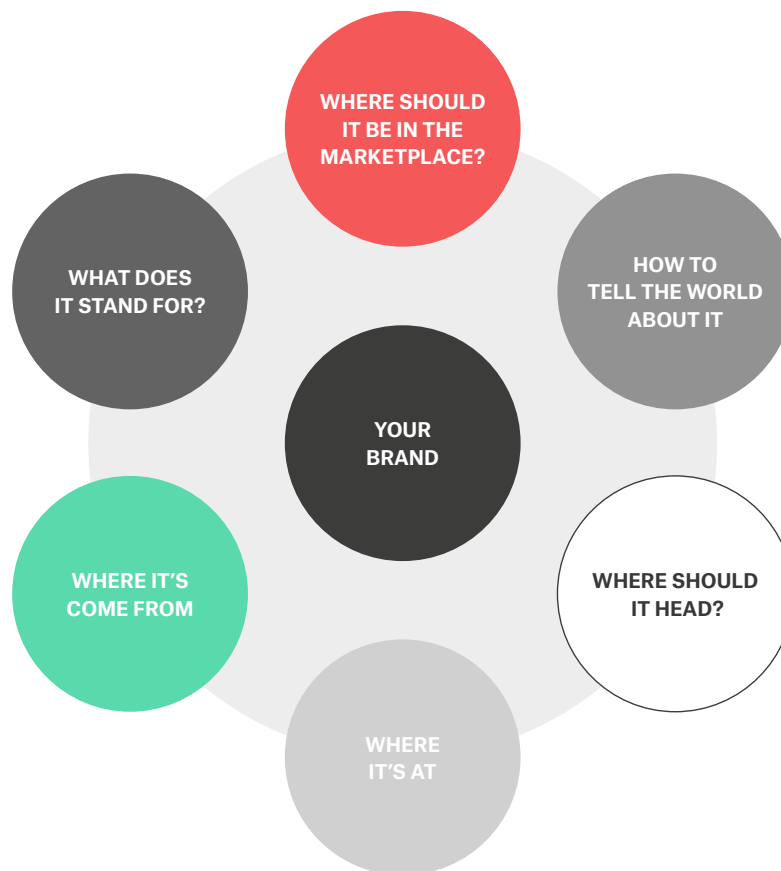 WHERE SHOULD
IT BE IN THE
MARKETPLACE?
HOW TO
TELL THE WORLD
ABOUT IT
WHAT DOES
IT STAND FOR?
YOUR
BRAND
WHERE IT’S
COME FROM
WHERE SHOULD
IT HEAD?
WHERE
IT’S AT